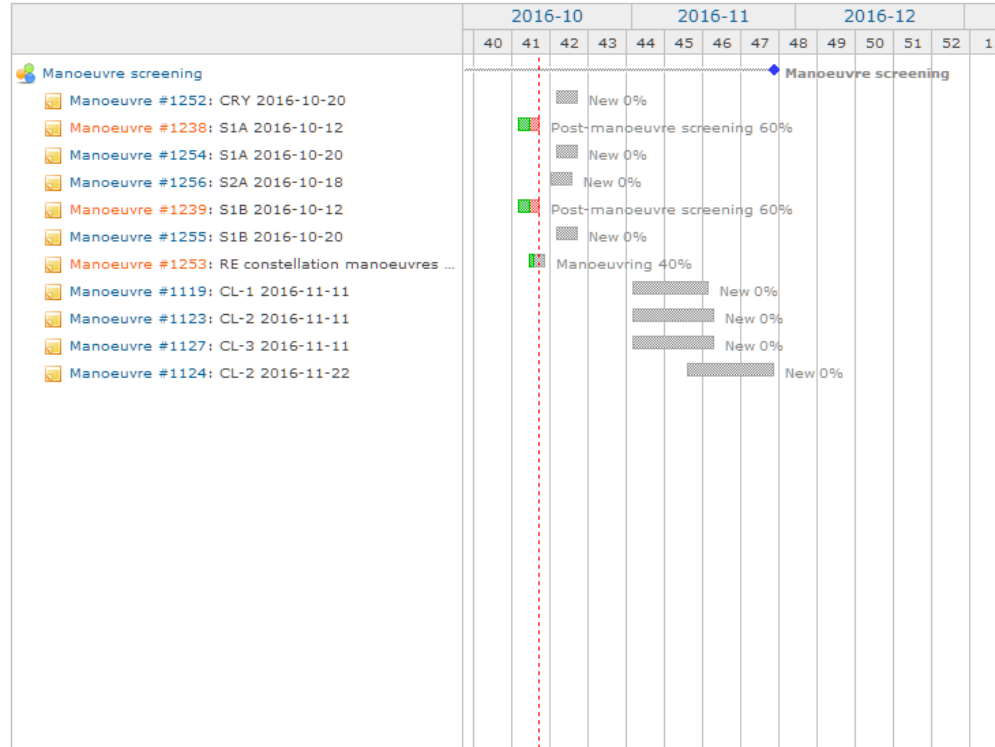 2016-10 2016-11 2016-12
40 41 42 43 44 45 46 47 48 49 50 51 52 1
Manoeuvre screening Manoeuvre screening
Manoeuvre #1252: CRY 2016-10-20 New 0%
Manoeuvre #1238: S1A 2016-10-12 Post-manoeuvre screening 60%
Manoeuvre #1254: S1A 2016-10-20 New 0%
Manoeuvre #1256: S2A 2016-10-18 New 0%
Manoeuvre #1239: S1B 2016-10-12 Post-manoeuvre screening 60%
Manoeuvre #1255: S1B 2016-10-20 New 0%
Manoeuvre #1253: RE constellation manoeuvres ... Manoeuvring 40%
Manoeuvre #1119: CL-1 2016-11-11 New 0%
Manoeuvre #1123: CL-2 2016-11-11 New 0%
Manoeuvre #1127: CL-3 2016-11-11 New 0%
Manoeuvre #1124: CL-2 2016-11-22 New 0%